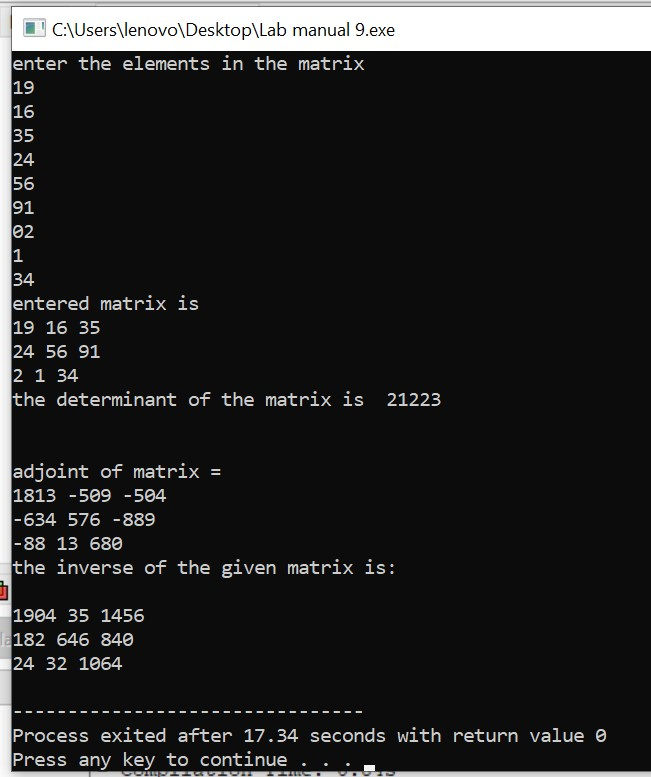 C:\Users\lenovo\Desktop\Lab manual 9.exe
enter the elements in the matrix
19
16
35
24
56
91
02
1
34
entered matrix is
19 16 35
24 56 91
2 1 34
the determinant of the matrix is  21223
adjoint of matrix =
1813 -509 -504
-634 576 -889
-88 13 680
the inverse of the given matrix is:
1904 35 1456
182 646 840
24 32 1064
--------------------------------
Process exited after 17.34 seconds with return value 0
Press any key to continue . . .